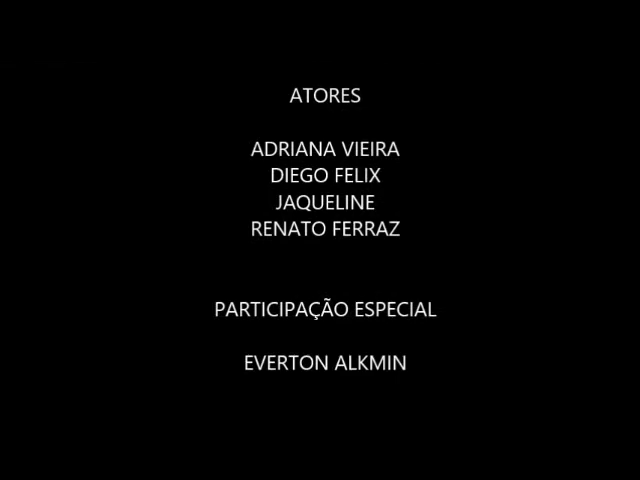 ATORES
ADRIANA VIEIRA
DIEGO FELIX
JAQUELINE
RENATO FERRAZ
PARTICIPAÇÃO ESPECIAL
EVERTON ALKMIN